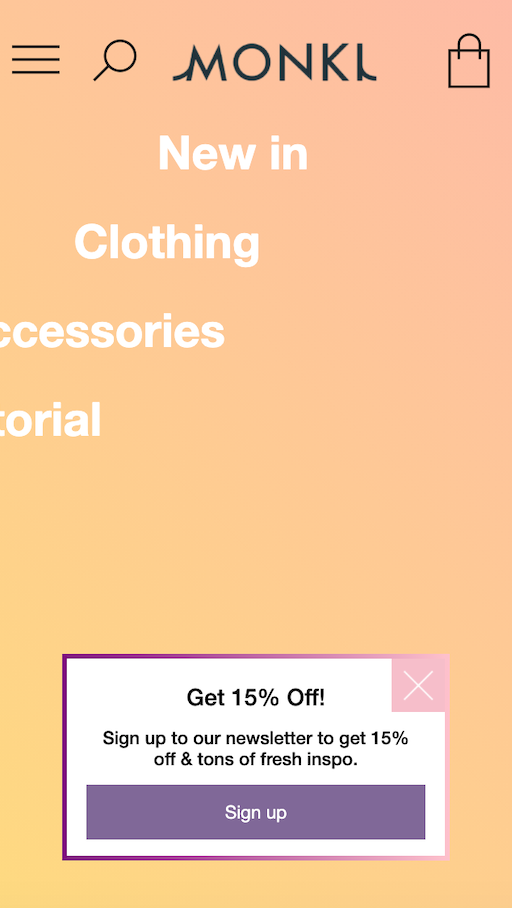 MONKI
New in
Clothing
ccessories
torial
Get 15% Off!
Sign up to our newsletter to get 15%
off & tons of fresh inspo.
Sign up